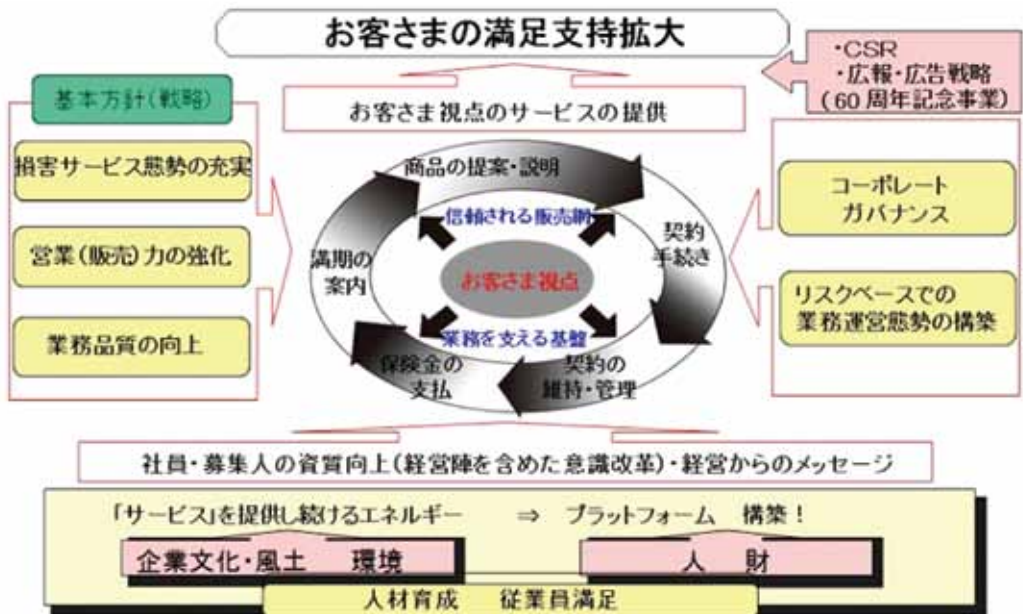 お客さまの満足支持拡大
・CSR
・広報・広告戦略
(60周年記念事業)
基本方計(戦略)
お客さま視点のサービスの提供
損害サービス態勢の充実
営業(販売)力の強化
業務品質の向上
商品の提案・説明
信頼される販売網
契約
手続き
満期の
案内
お客さま視点
業務を支える基盤
保険金の
支払
契約の
維持・管理
コーポレート
ガバナンス
リスクベースでの
業務運営態勢の構築
社員・募集人の資質向上(経営陣を含めた意識改革)・経営からのメッセージ
「サービス」を提供し続けるエネルギー ⇒ プラットフォーム 構築!
企業文化・風土 環境
人 財
人材育成 従業員満足